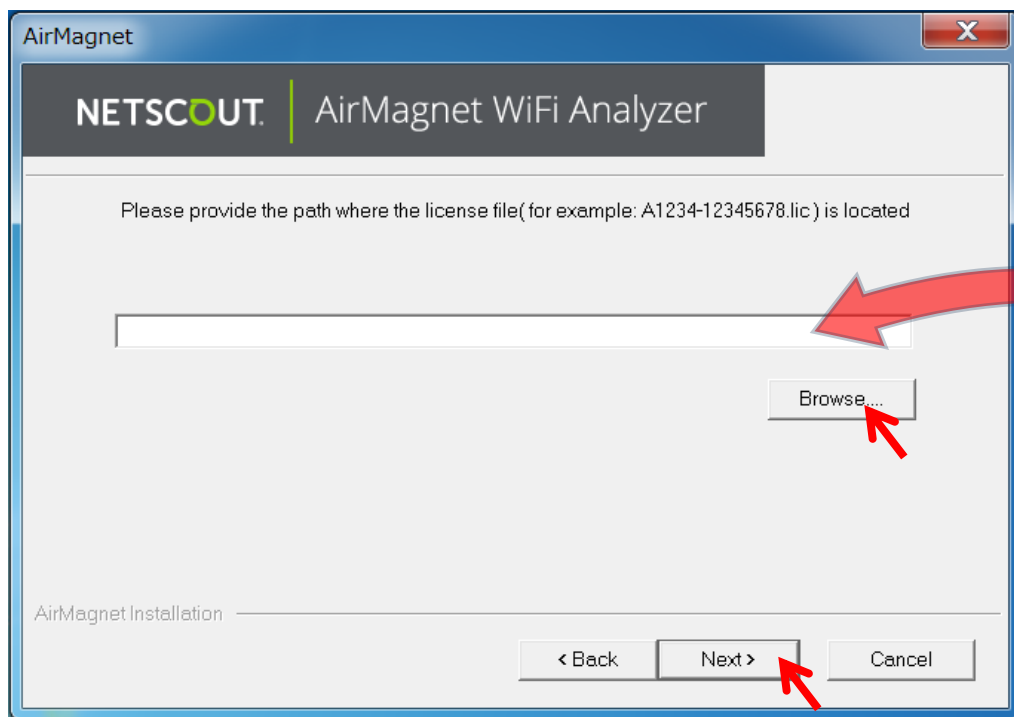 AirMagnet
NETSCOUT. AirMagnet WiFi Analyzer
Please provide the path where the license file( for example: A1234-12345678.lic ) is located
Browse....
AirMagnet Installation
< Back Next > Cancel